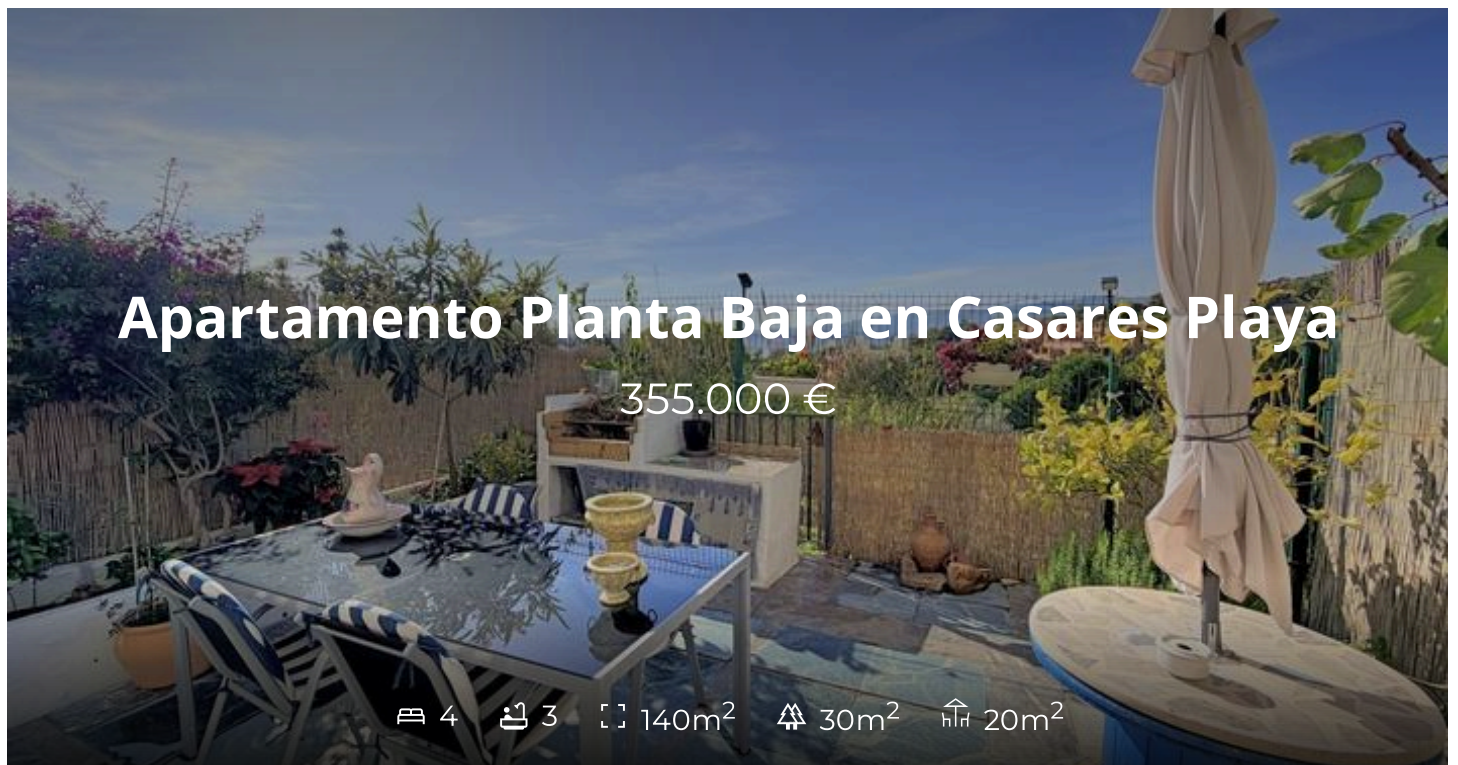 Apartamento Planta Baja en Casares Playa
355.000 €
4 3 140m² 30m² 20m²